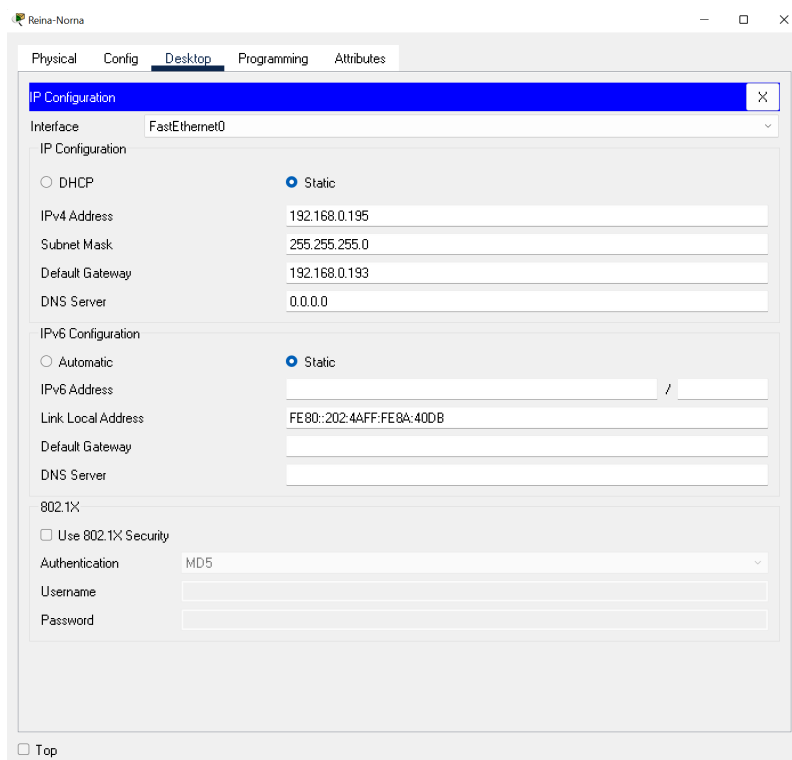 Reina-Norna
Physical Config Desktop Programming Attributes
IP Configuration X
Interface FastEthernet0
IP Configuration
DHCP Static
IPv4 Address 192.168.0.195
Subnet Mask 255.255.255.0
Default Gateway 192.168.0.193
DNS Server 0.0.0.0
IPv6 Configuration
Automatic Static
IPv6 Address /
Link Local Address FE80::202:4AFF:FE8A:40DB
Default Gateway
DNS Server
802.1X
Use 802.1X Security
Authentication MD5
Username
Password
Top